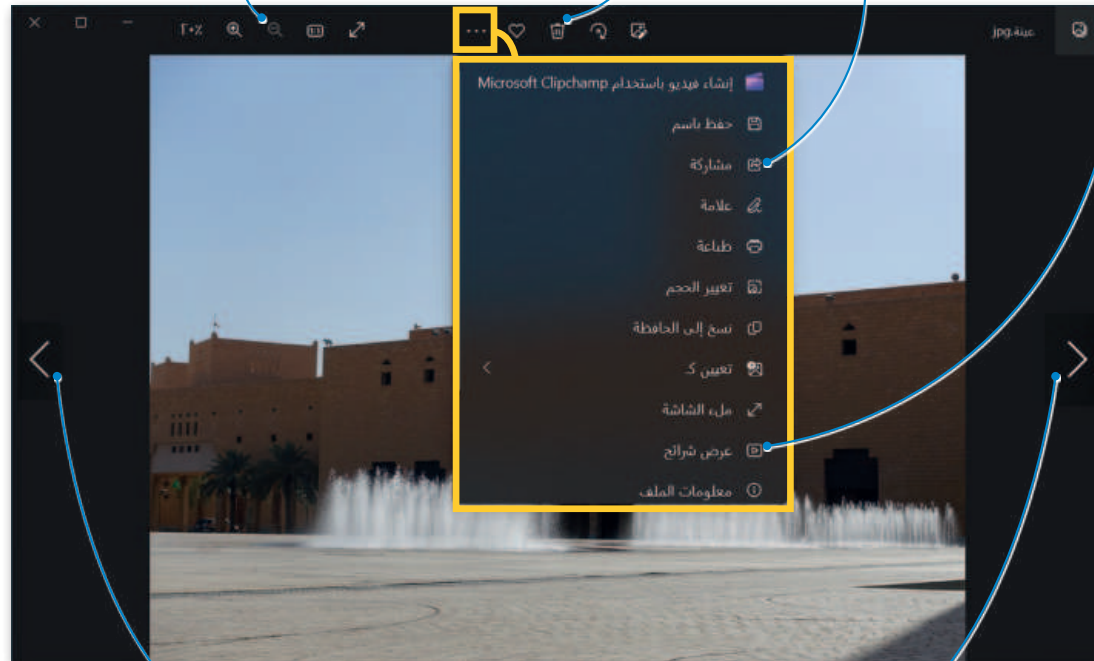 عينة.jpg
٢٠٪
إنشاء فيديو باستخدام Microsoft Clipchamp
حفظ باسم
مشاركة
علامة
طباعة
تغيير الحجم
نسخ إلى الحافظة
تعيين كـ
ملء الشاشة
عرض شرائح
معلومات الملف